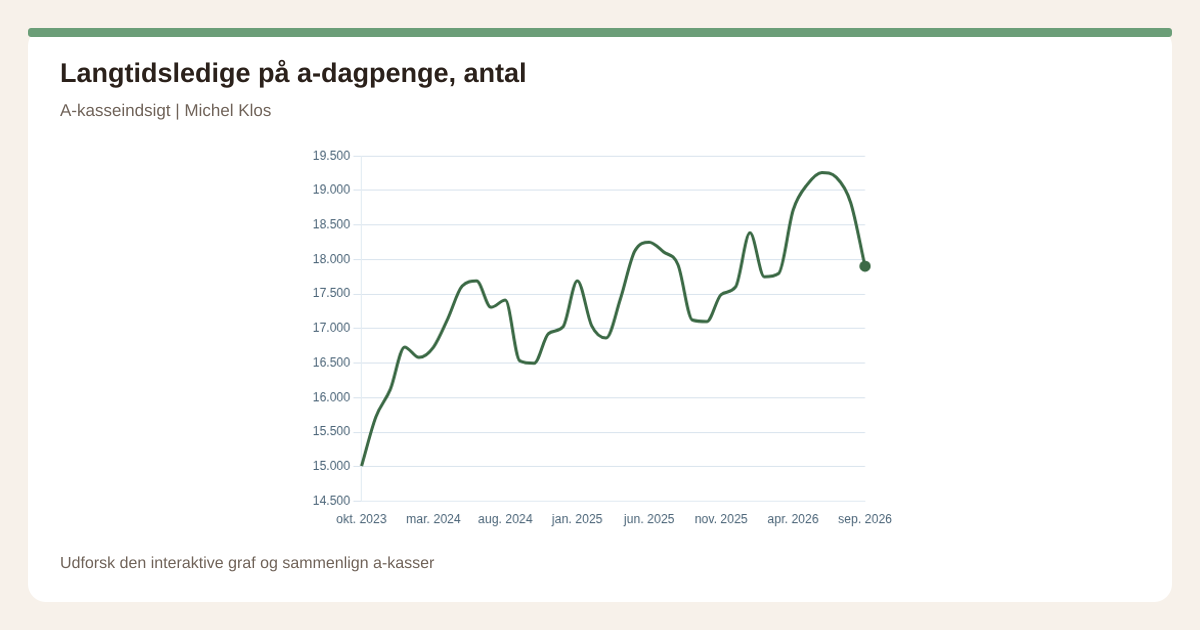 Langtidsledige på a-dagpenge, antal
A-kasseindsigt | Michel Klos
19.500
19.000
18.500
18.000
17.500
17.000
16.500
16.000
15.500
15.000
14.500
okt. 2023 mar. 2024 aug. 2024 jan. 2025 jun. 2025 nov. 2025 apr. 2026 sep. 2026
Udforsk den interaktive graf og sammenlign a-kasser